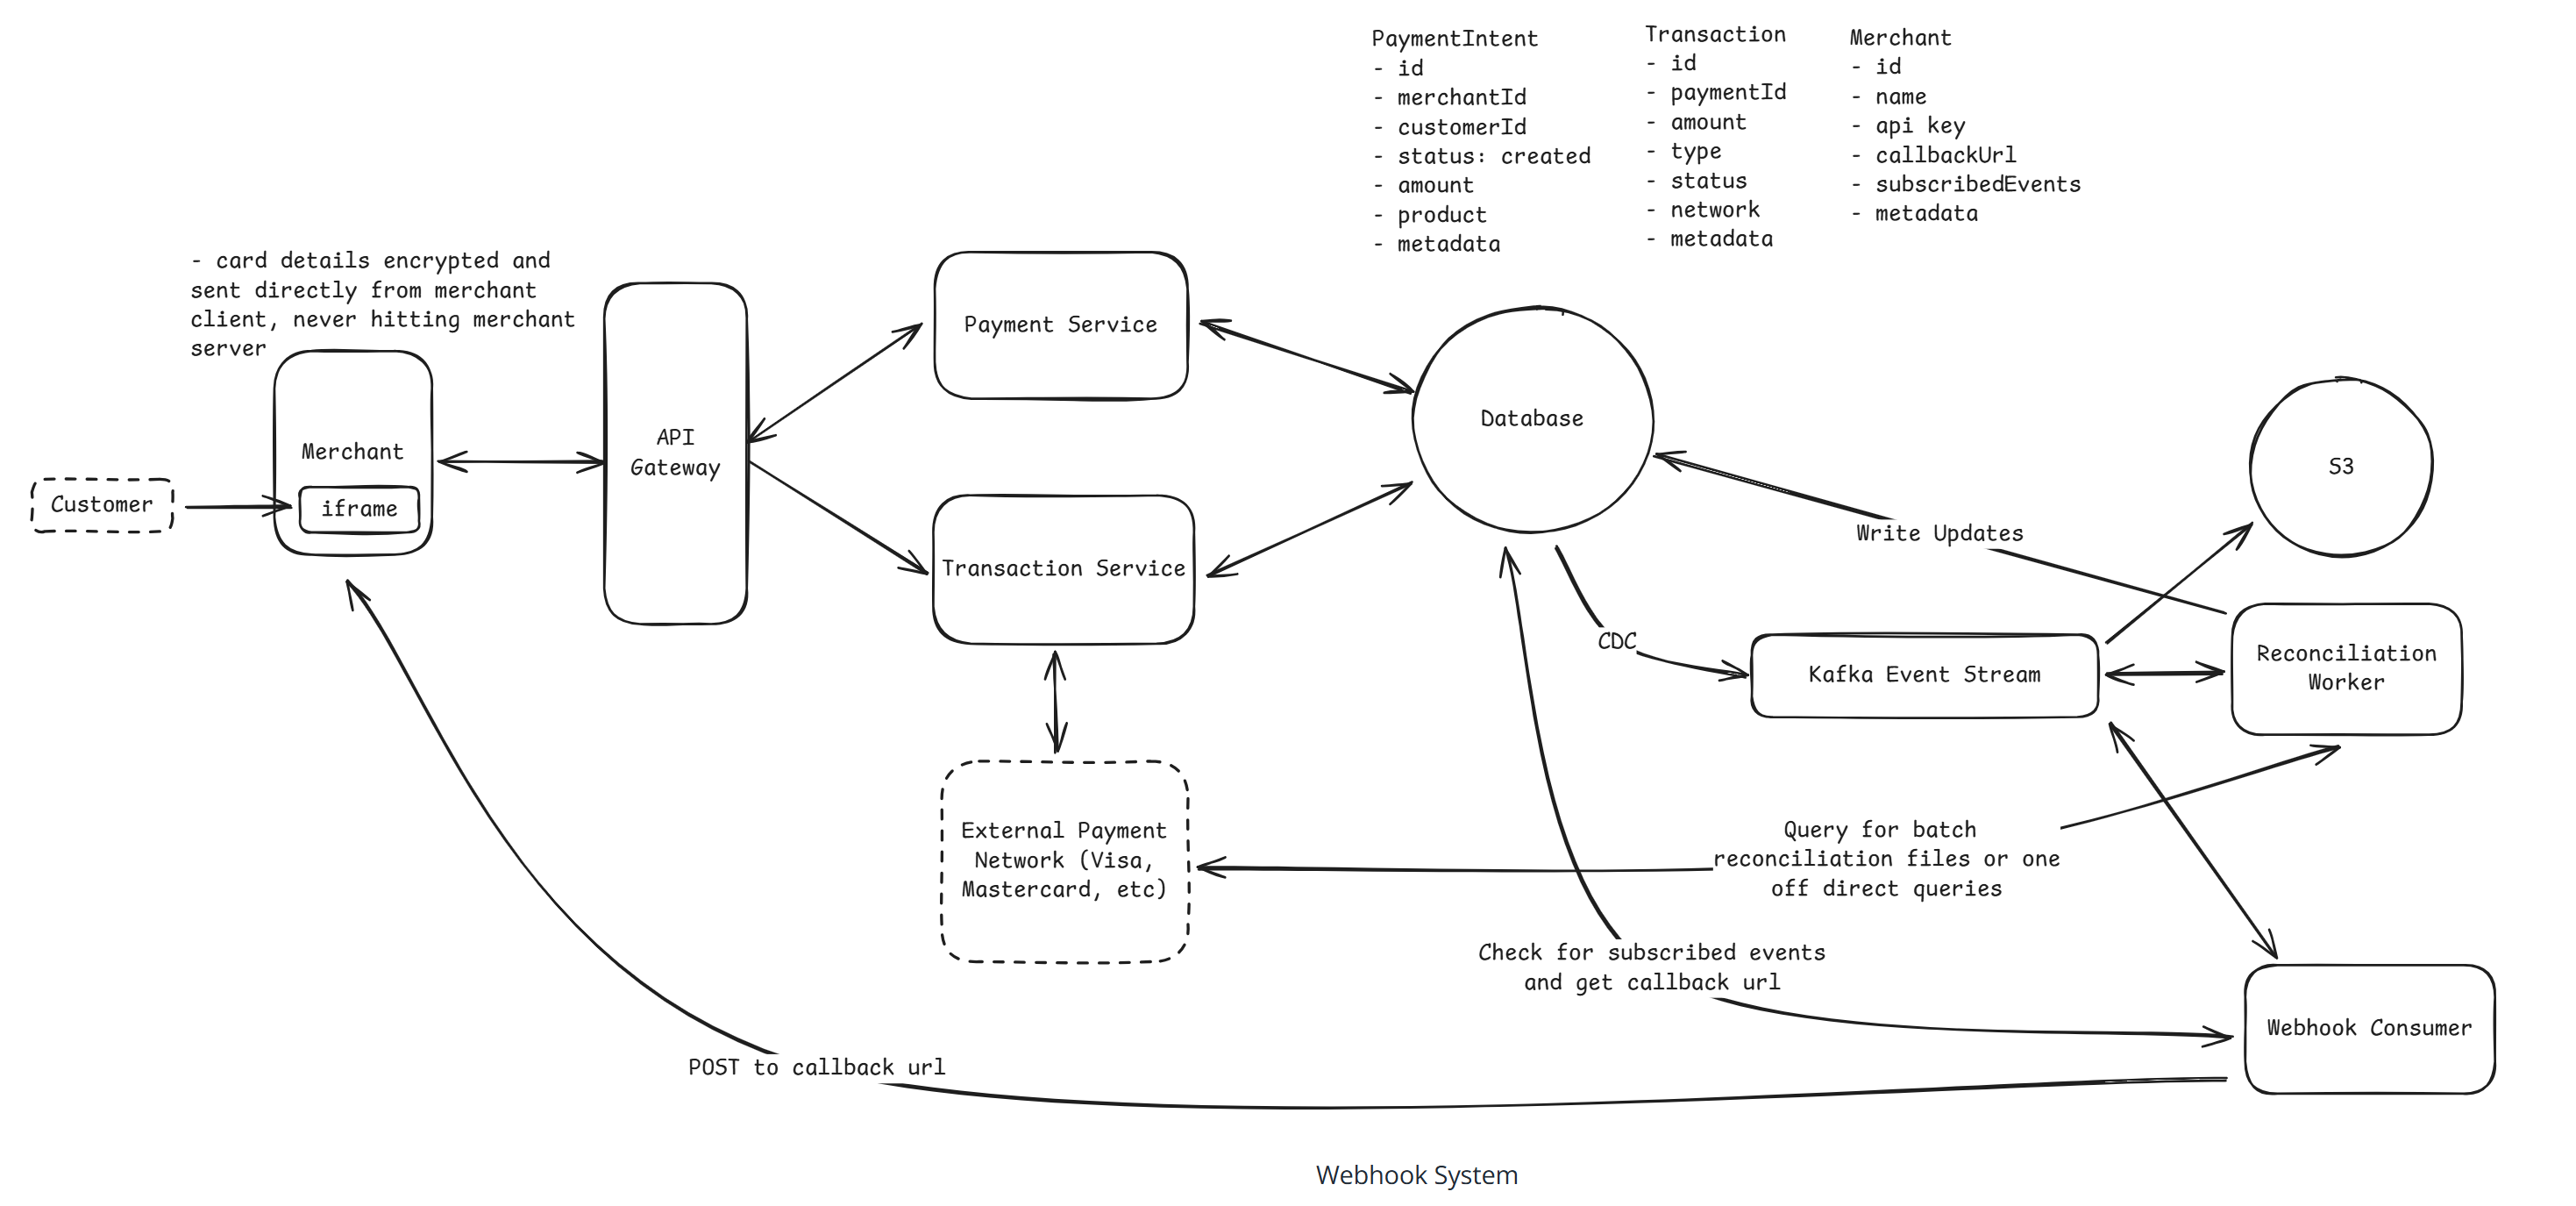 PaymentIntent
- id
- merchantId
- customerId
- status: created
- amount
- product
- metadata
Transaction
- id
- paymentId
- amount
- type
- status
- network
- metadata
Merchant
- id
- name
- api key
- callbackUrl
- subscribedEvents
- metadata
- card details encrypted and
sent directly from merchant
client, never hitting merchant
server
Customer
Merchant
iframe
API
Gateway
Payment Service
Transaction Service
External Payment
Network (Visa,
Mastercard, etc)
Database
CDC
Kafka Event Stream
S3
Write Updates
Reconciliation
Worker
Query for batch
reconciliation files or one
off direct queries
Check for subscribed events
and get callback url
Webhook Consumer
POST to callback url
Webhook System